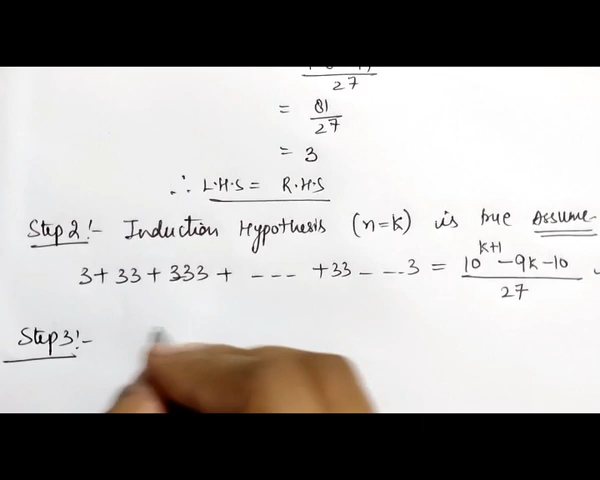 27
= 81/27
= 3
∴ L.H.S = R.H.S
Step 2!- Induction Hypothesis (n=k) is true Assume
3+ 33 + 333 + - - - - +33 - - - 3 = 10^(k+1) - 9k - 10 / 27
Step 3!-